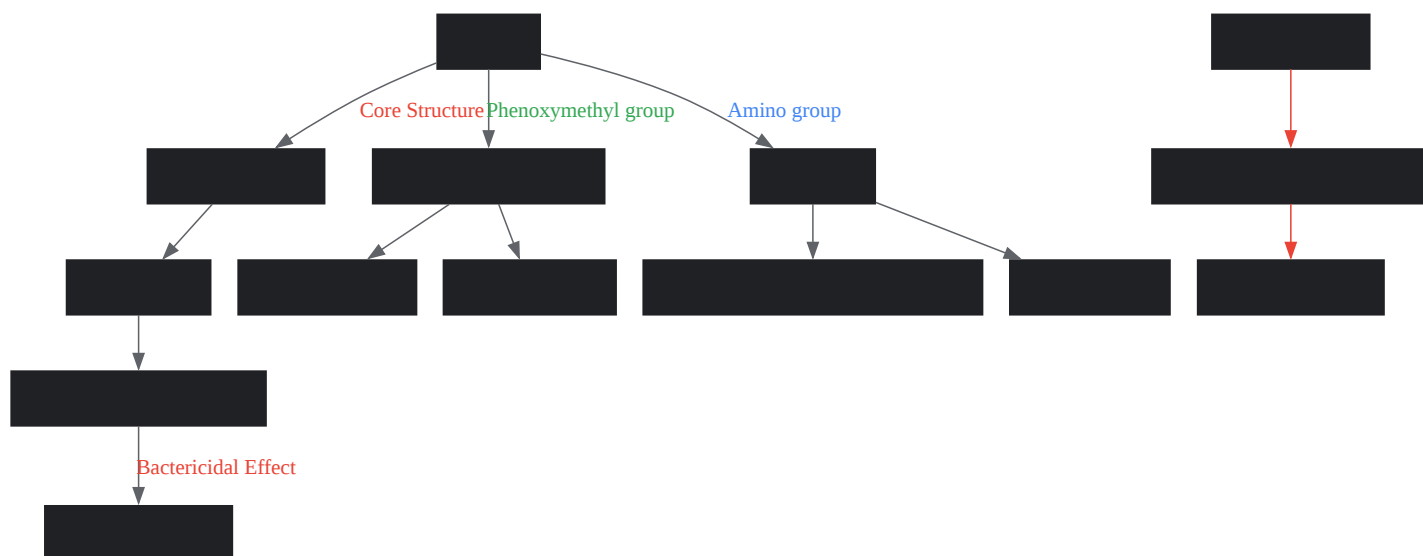 Core Structure
Phenoxymethyl group
Amino group
Bactericidal Effect